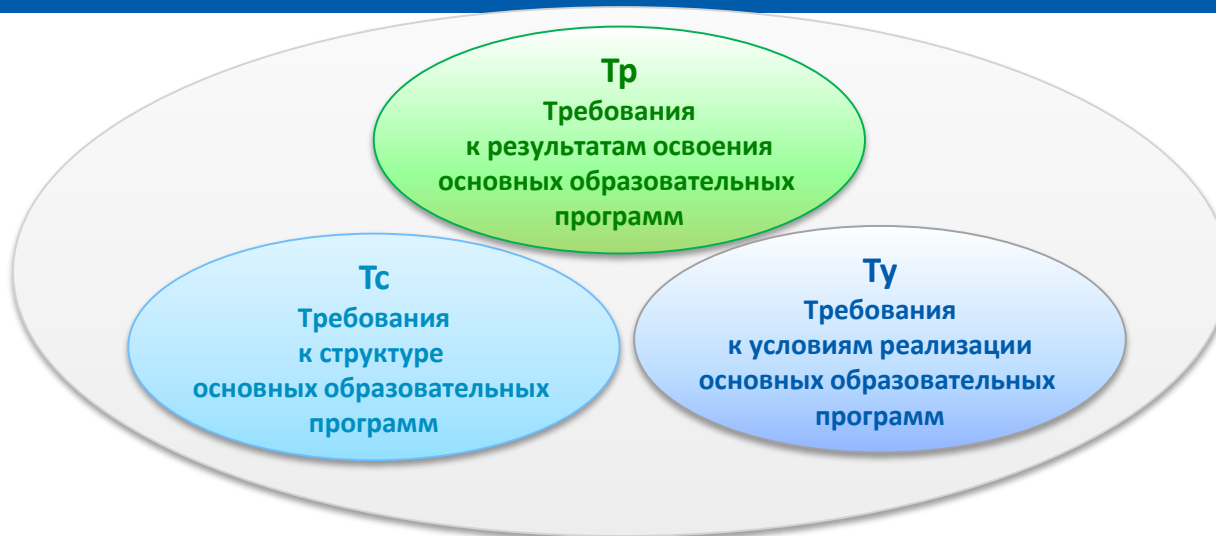 Тр
Требования
к результатам освоения
основных образовательных
программ
Тс
Требования
к структуре
основных образовательных
программ
Ту
Требования
к условиям реализации
основных образовательных
программ